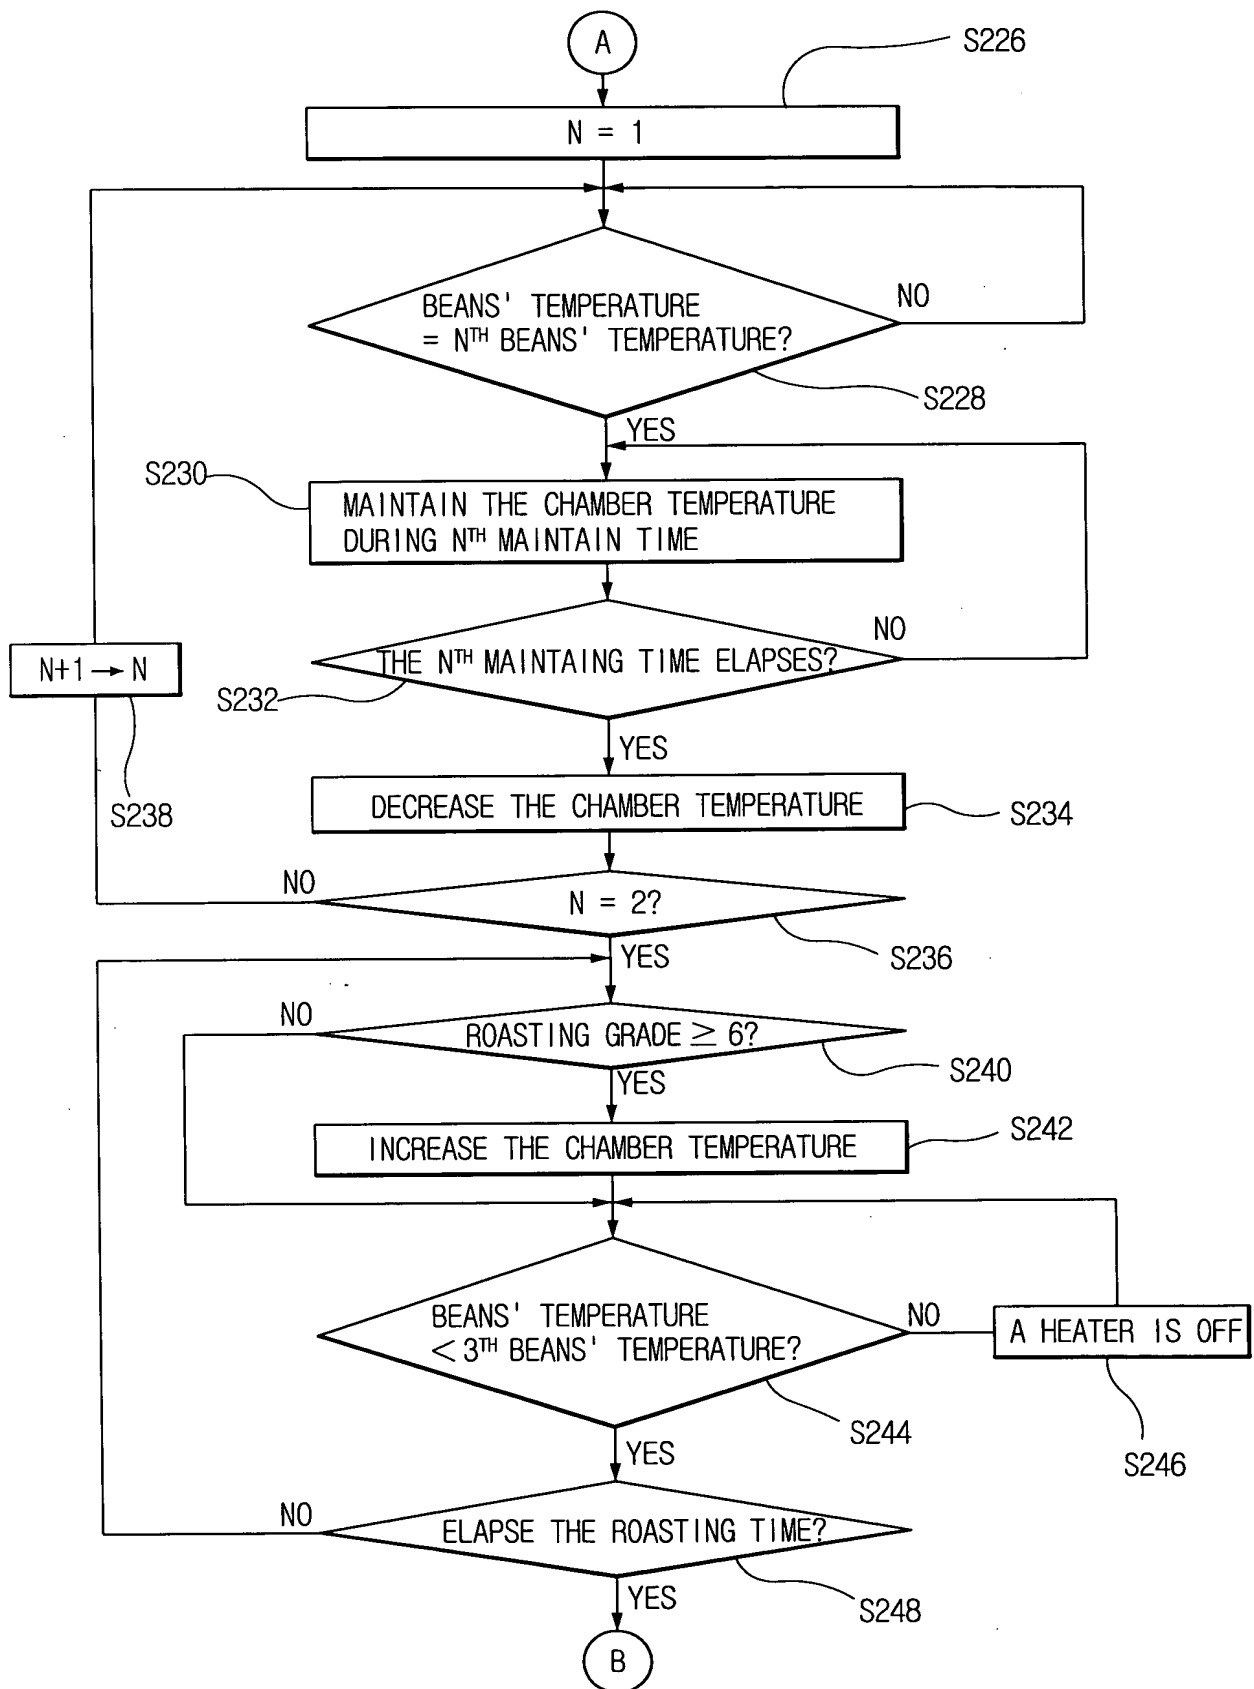 A
S226
N = 1
BEANS' TEMPERATURE
= NTH BEANS' TEMPERATURE?
NO
S228
YES
S230
MAINTAIN THE CHAMBER TEMPERATURE
DURING NTH MAINTAIN TIME
NO
THE NTH MAINTAING TIME ELAPSES?
N+1→N
S232
YES
S238
DECREASE THE CHAMBER TEMPERATURE
S234
NO
N = 2?
S236
YES
NO
ROASTING GRADE ≥ 6?
S240
YES
INCREASE THE CHAMBER TEMPERATURE
S242
BEANS' TEMPERATURE
< 3TH BEANS' TEMPERATURE?
NO
A HEATER IS OFF
S244
S246
YES
NO
ELAPSE THE ROASTING TIME?
YES
S248
B